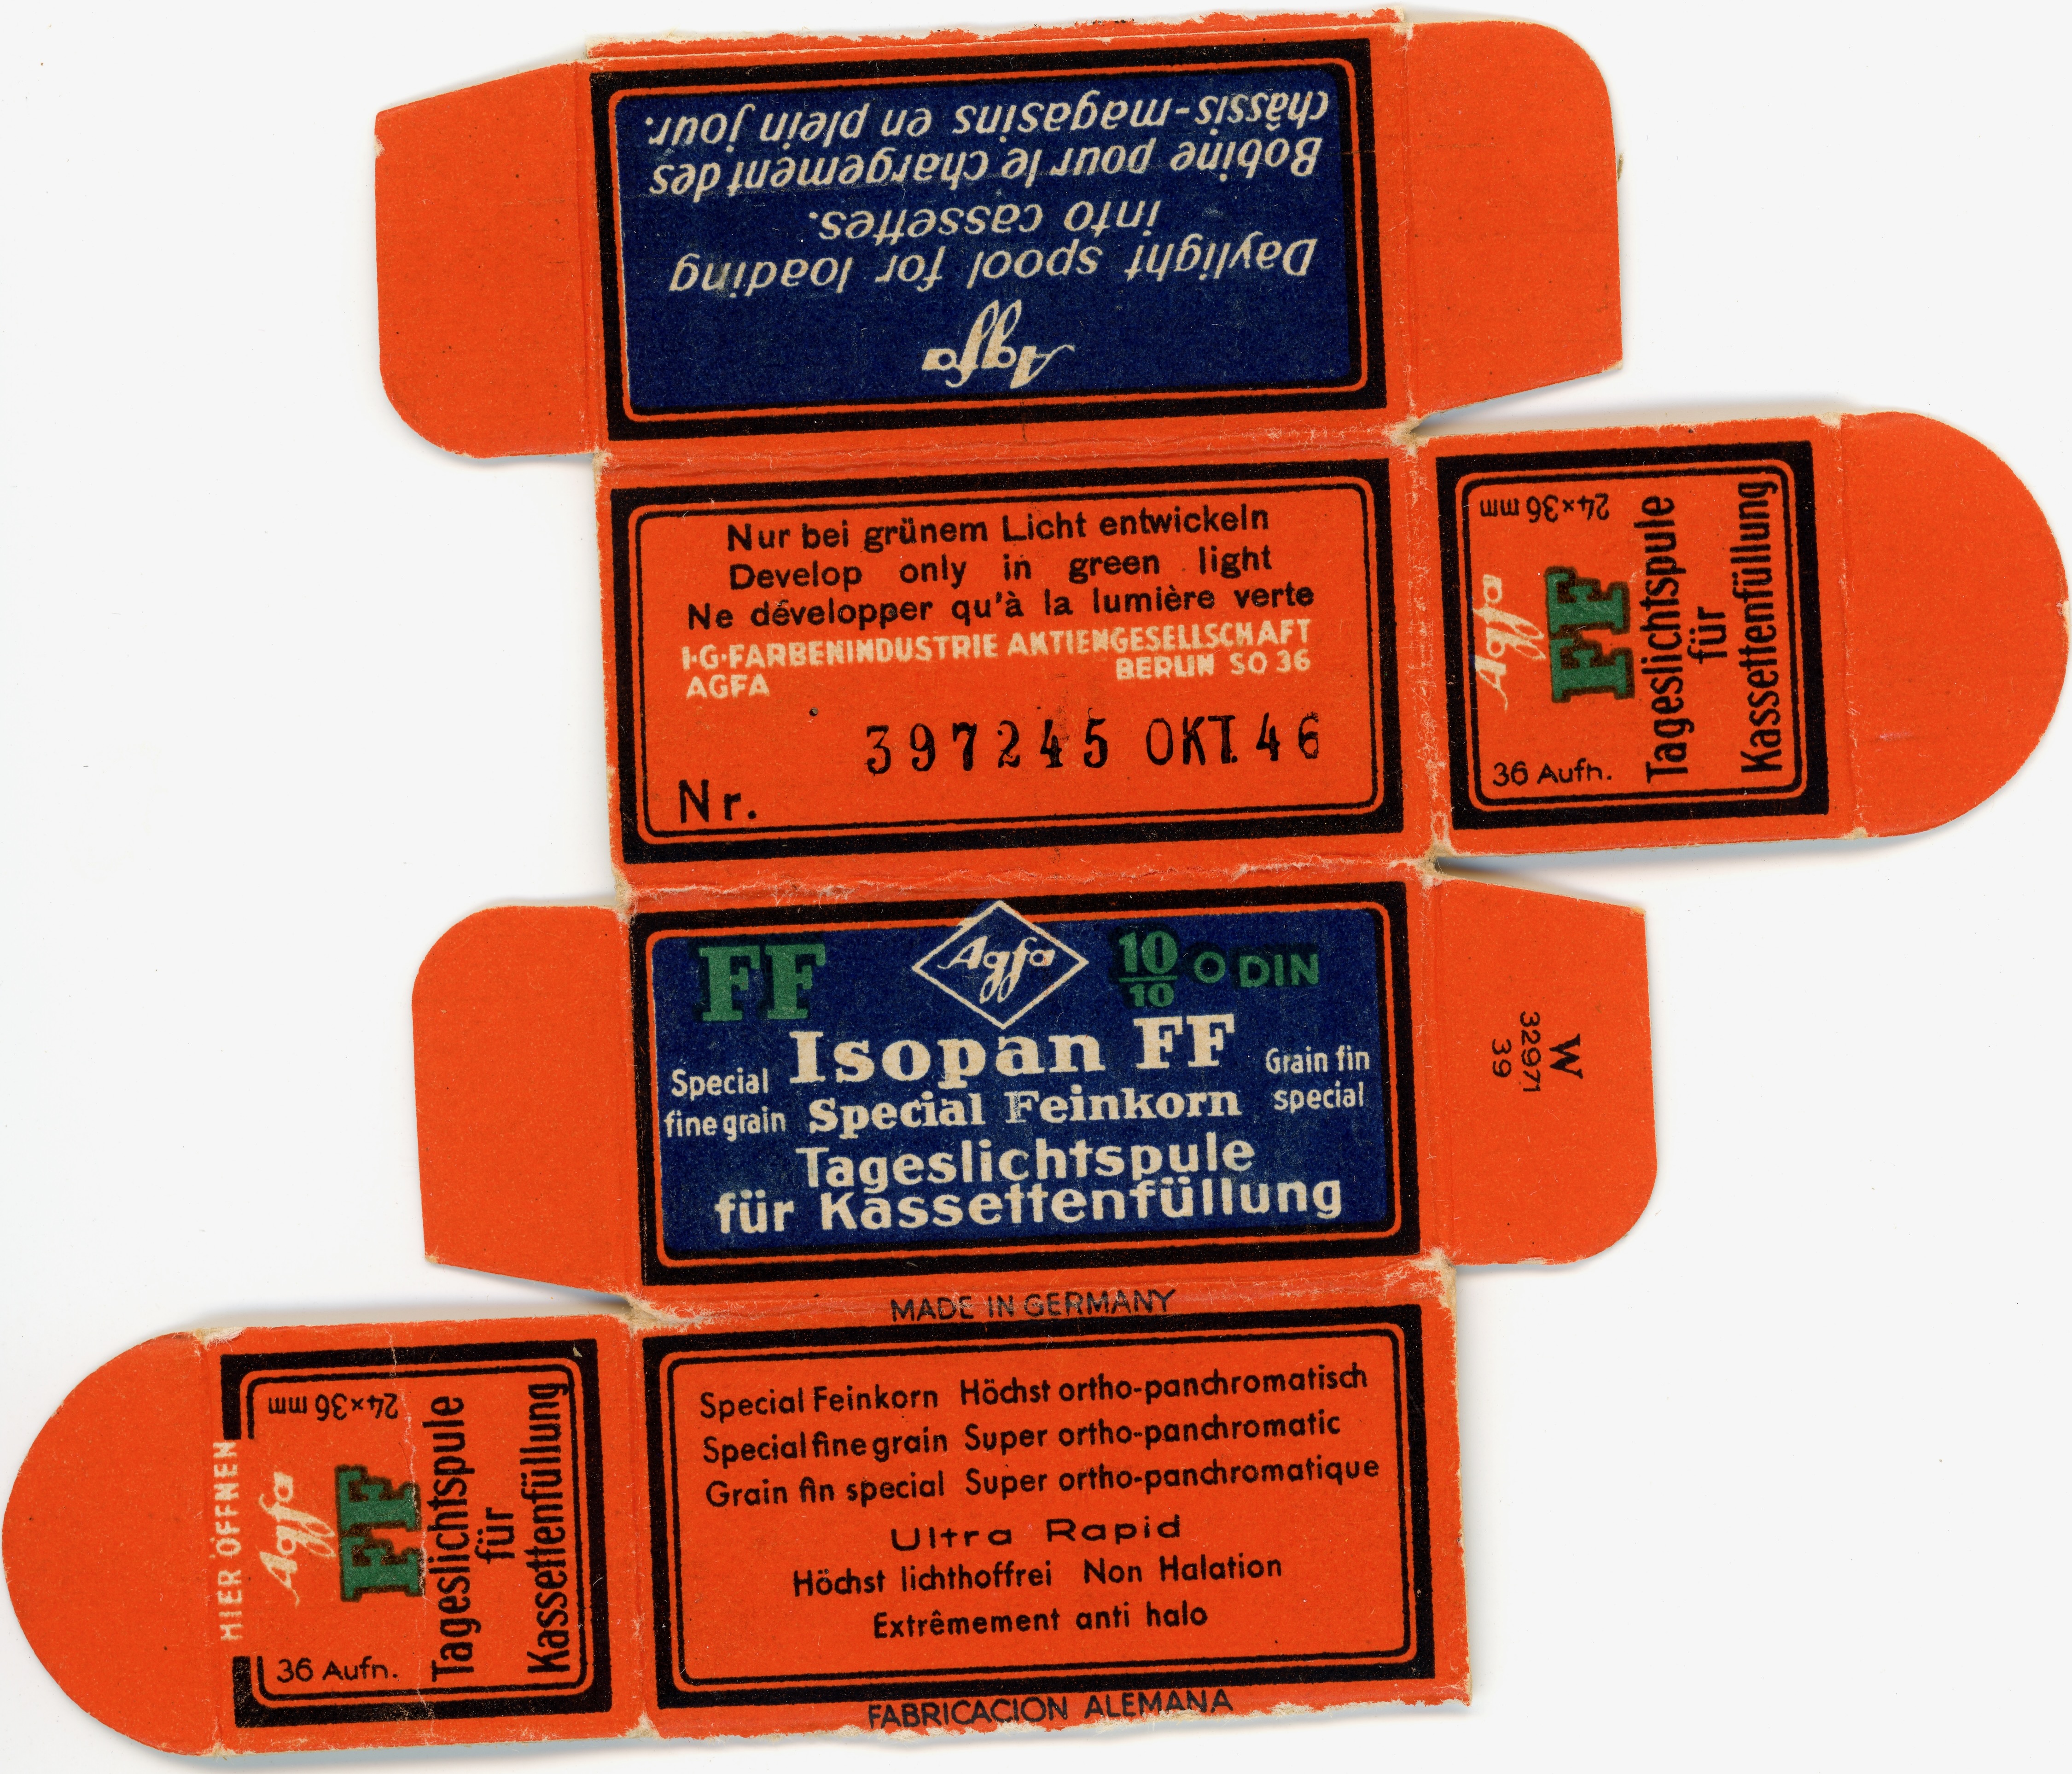 Agfa
Daylight spool for loading
into cassettes.
Bobine pour le chargement des
châssis-magasins en plein jour.
Nur bei grünem Licht entwickeln
Develop only in green light
Ne développer qu'à la lumière verte
I·G·FARBENINDUSTRIE AKTIENGESELLSCHAFT
AGFA BERLIN SO 36
397245 OKT. 46
Nr.
24×36 mm
Agfa
FF
Tageslichtspule
für
Kassettenfüllung
36 Aufn.
FF Agfa 10/10 ° DIN
Isopan FF
Special
fine grain
Grain fin
special
Special Feinkorn
Tageslichtspule
für Kassettenfüllung
W
32971
39
MADE IN GERMANY
Special Feinkorn Höchst ortho-panchromatisch
Special fine grain Super ortho-panchromatic
Grain fin special Super ortho-panchromatique
Ultra Rapid
Höchst lichthoffrei Non Halation
Extrêmement anti halo
FABRICACION ALEMANA
HIER ÖFFNEN
24×36 mm
Agfa
FF
Tageslichtspule
für
Kassettenfüllung
36 Aufn.